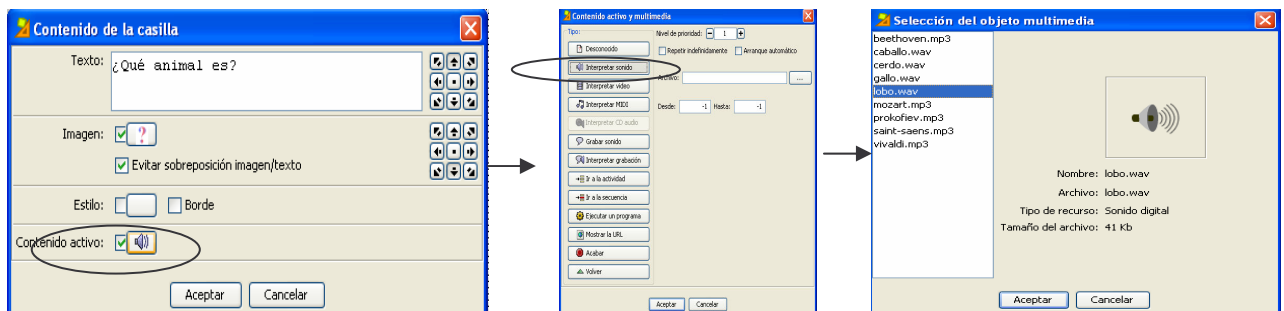 Contenido de la casilla
Texto: ¿Qué animal es?
Imagen: ?
Evitar sobreposición imagen/texto
Estilo: Borde
Contenido activo:
Aceptar Cancelar
Contenido activo y multimedia
Tipo: Nivel de prioridad: 1
Desconocido Repetir indefinidamente Arranque automático
Interpretar sonido
Archivo: ...
Interpretar video
Interpretar MIDI Desde: -1 Hasta: -1
Interpretar CD audio
Grabar sonido
Interpretar grabación
Ir a la actividad
Ir a la secuencia
Ejecutar un programa
Mostrar la URL
Acabar
Volver
Aceptar Cancelar
Selección del objeto multimedia
beethoven.mp3
caballo.wav
cerdo.wav
gallo.wav
lobo.wav
mozart.mp3
prokofiev.mp3
saint-saens.mp3
vivaldi.mp3
Nombre: lobo.wav
Archivo: lobo.wav
Tipo de recurso: Sonido digital
Tamaño del archivo: 41 Kb
Aceptar Cancelar